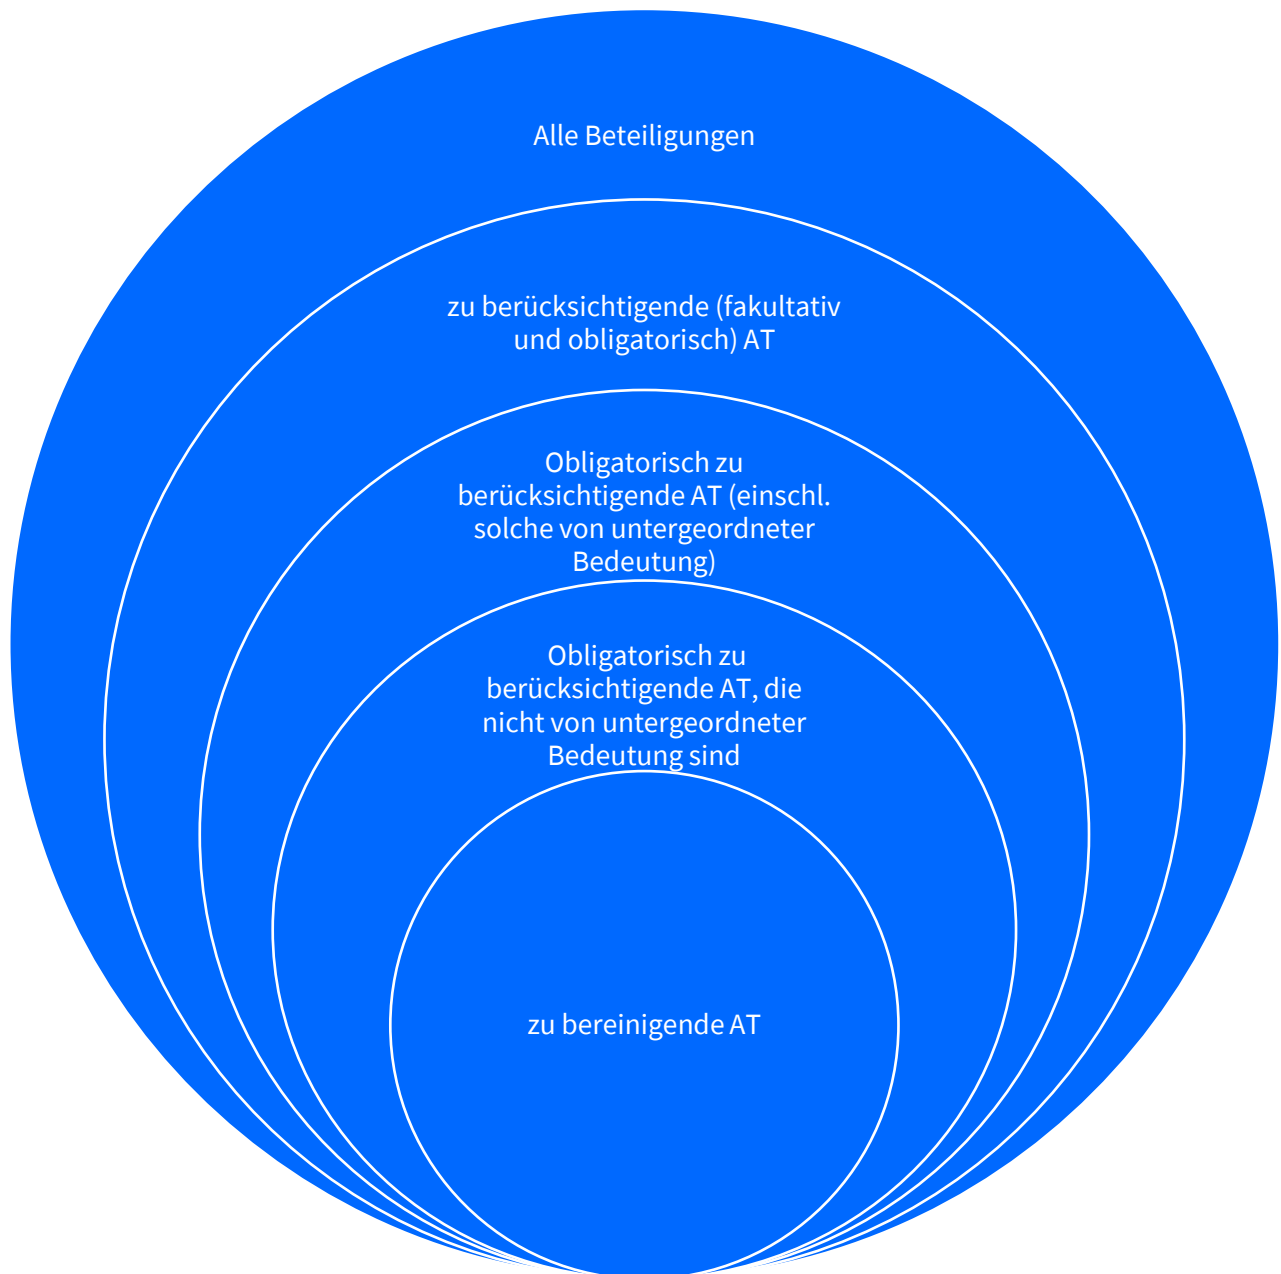 Alle Beteiligungen
zu berücksichtigende (fakultativ
und obligatorisch) AT
Obligatorisch zu
berücksichtigende AT (einschl.
solche von untergeordneter
Bedeutung)
Obligatorisch zu
berücksichtigende AT, die
nicht von untergeordneter
Bedeutung sind
zu bereinigende AT